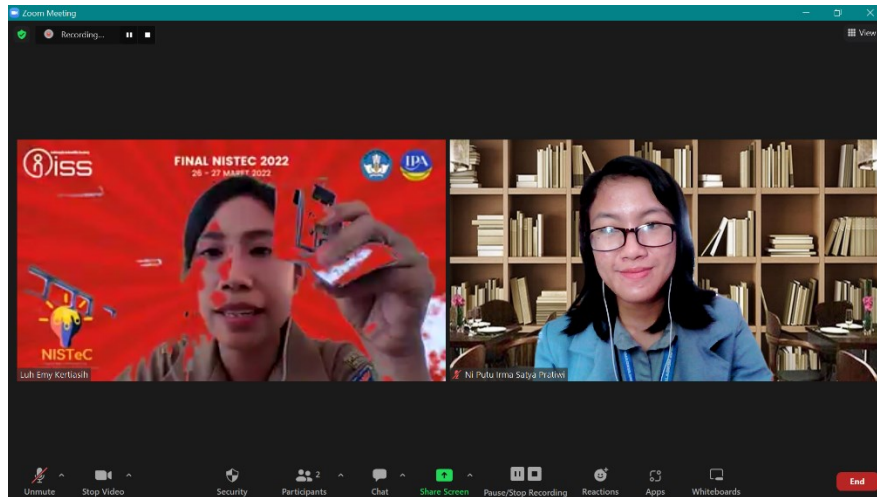 Zoom Meeting
Recording...
View
iss
FINAL NISTEC 2022
26 - 27 MARET 2022
IPA
NISTeC
Luh Emy Kertiasih
Ni Putu Irma Satya Pratiwi
Unmute
Stop Video
Security
Participants
2
Chat
Share Screen
Pause/Stop Recording
Reactions
Apps
Whiteboards
End